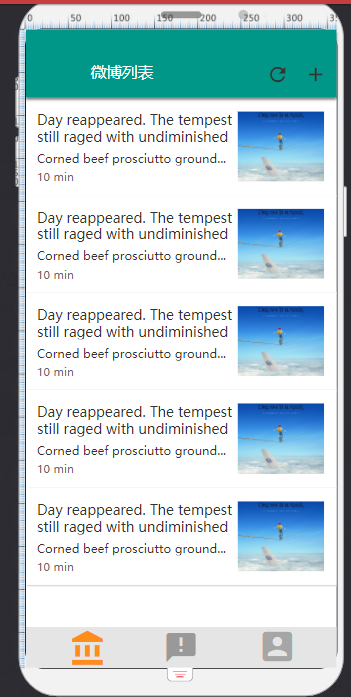 0 50 100 150 200 250 300 35
微博列表
Day reappeared. The tempest
still raged with undiminished
Corned beef prosciutto ground...
10 min
Day reappeared. The tempest
still raged with undiminished
Corned beef prosciutto ground...
10 min
Day reappeared. The tempest
still raged with undiminished
Corned beef prosciutto ground...
10 min
Day reappeared. The tempest
still raged with undiminished
Corned beef prosciutto ground...
10 min
Day reappeared. The tempest
still raged with undiminished
Corned beef prosciutto ground...
10 min